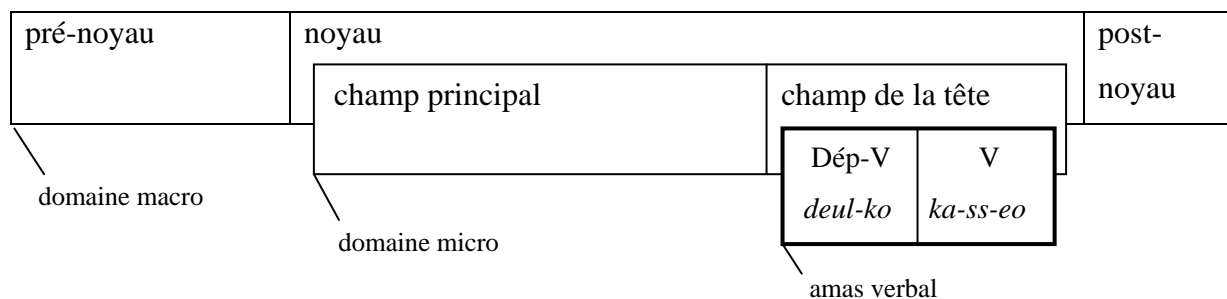 pré-noyau noyau post-
noyau
champ principal champ de la tête
Dép-V V
deul-ko ka-ss-eo
domaine macro
domaine micro
amas verbal